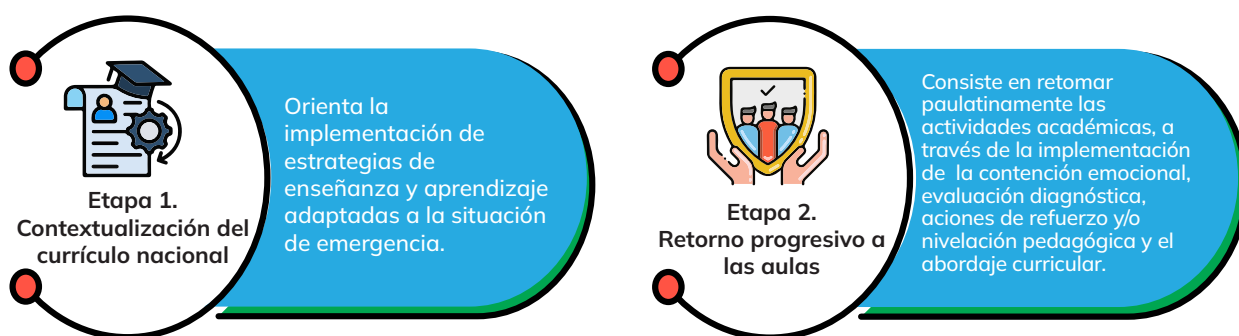 Etapa 1.
Contextualización del
currículo nacional
Orienta la
implementación de
estrategias de
enseñanza y aprendizaje
adaptadas a la situación
de emergencia.
Etapa 2.
Retorno progresivo a
las aulas
Consiste en retomar
paulatinamente las
actividades académicas, a
través de la implementación
de la contención emocional,
evaluación diagnóstica,
acciones de refuerzo y/o
nivelación pedagógica y el
abordaje curricular.